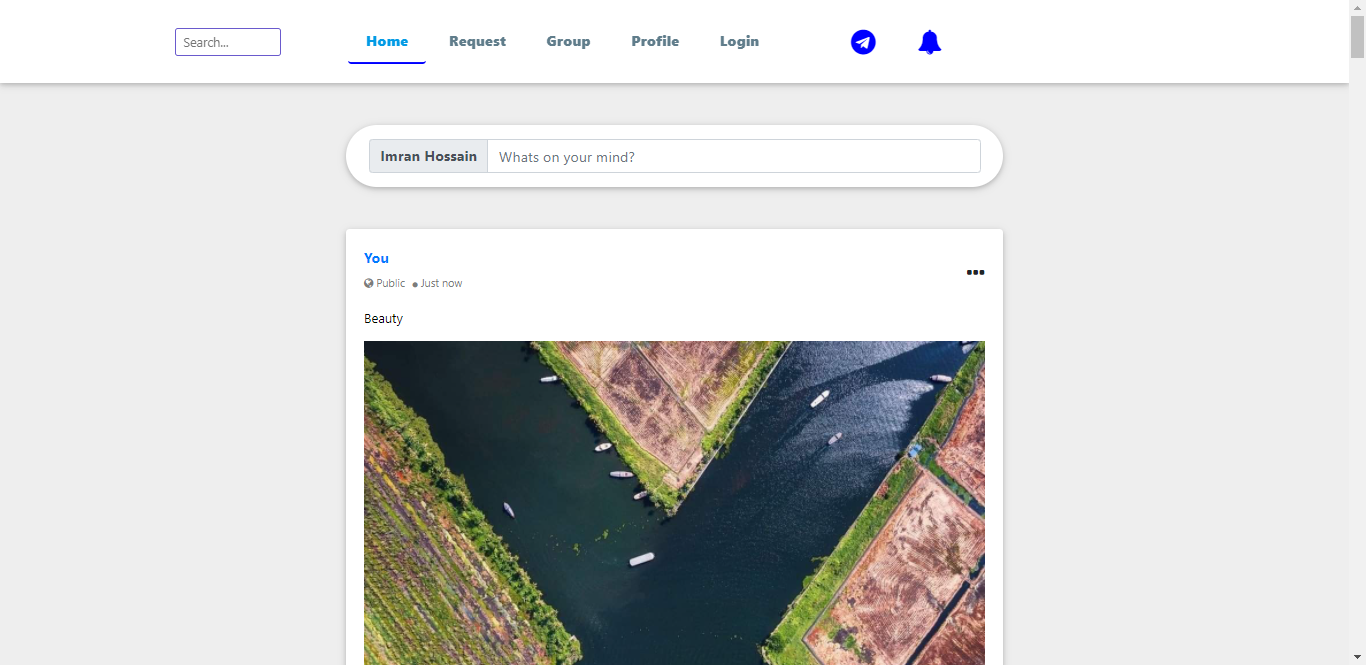 Search... Home Request Group Profile Login
Imran Hossain Whats on your mind?
You
Public ● Just now
Beauty